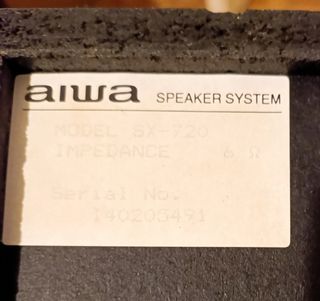 aiwa SPEAKER SYSTEM
MODEL SX-720
IMPEDANCE 6 Ω
Serial No.
I40205491